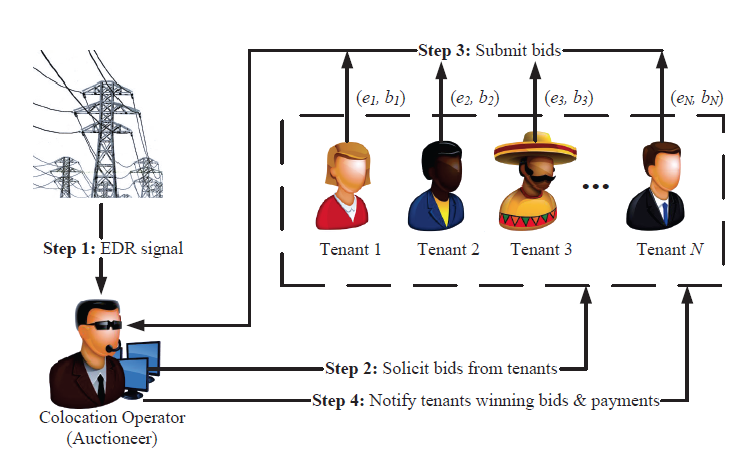 Step 3: Submit bids
(e1, b1) (e2, b2) (e3, b3) (eN, bN)
...
Tenant 1 Tenant 2 Tenant 3 Tenant N
Step 1: EDR signal
Step 2: Solicit bids from tenants
Step 4: Notify tenants winning bids & payments
Colocation Operator
(Auctioneer)